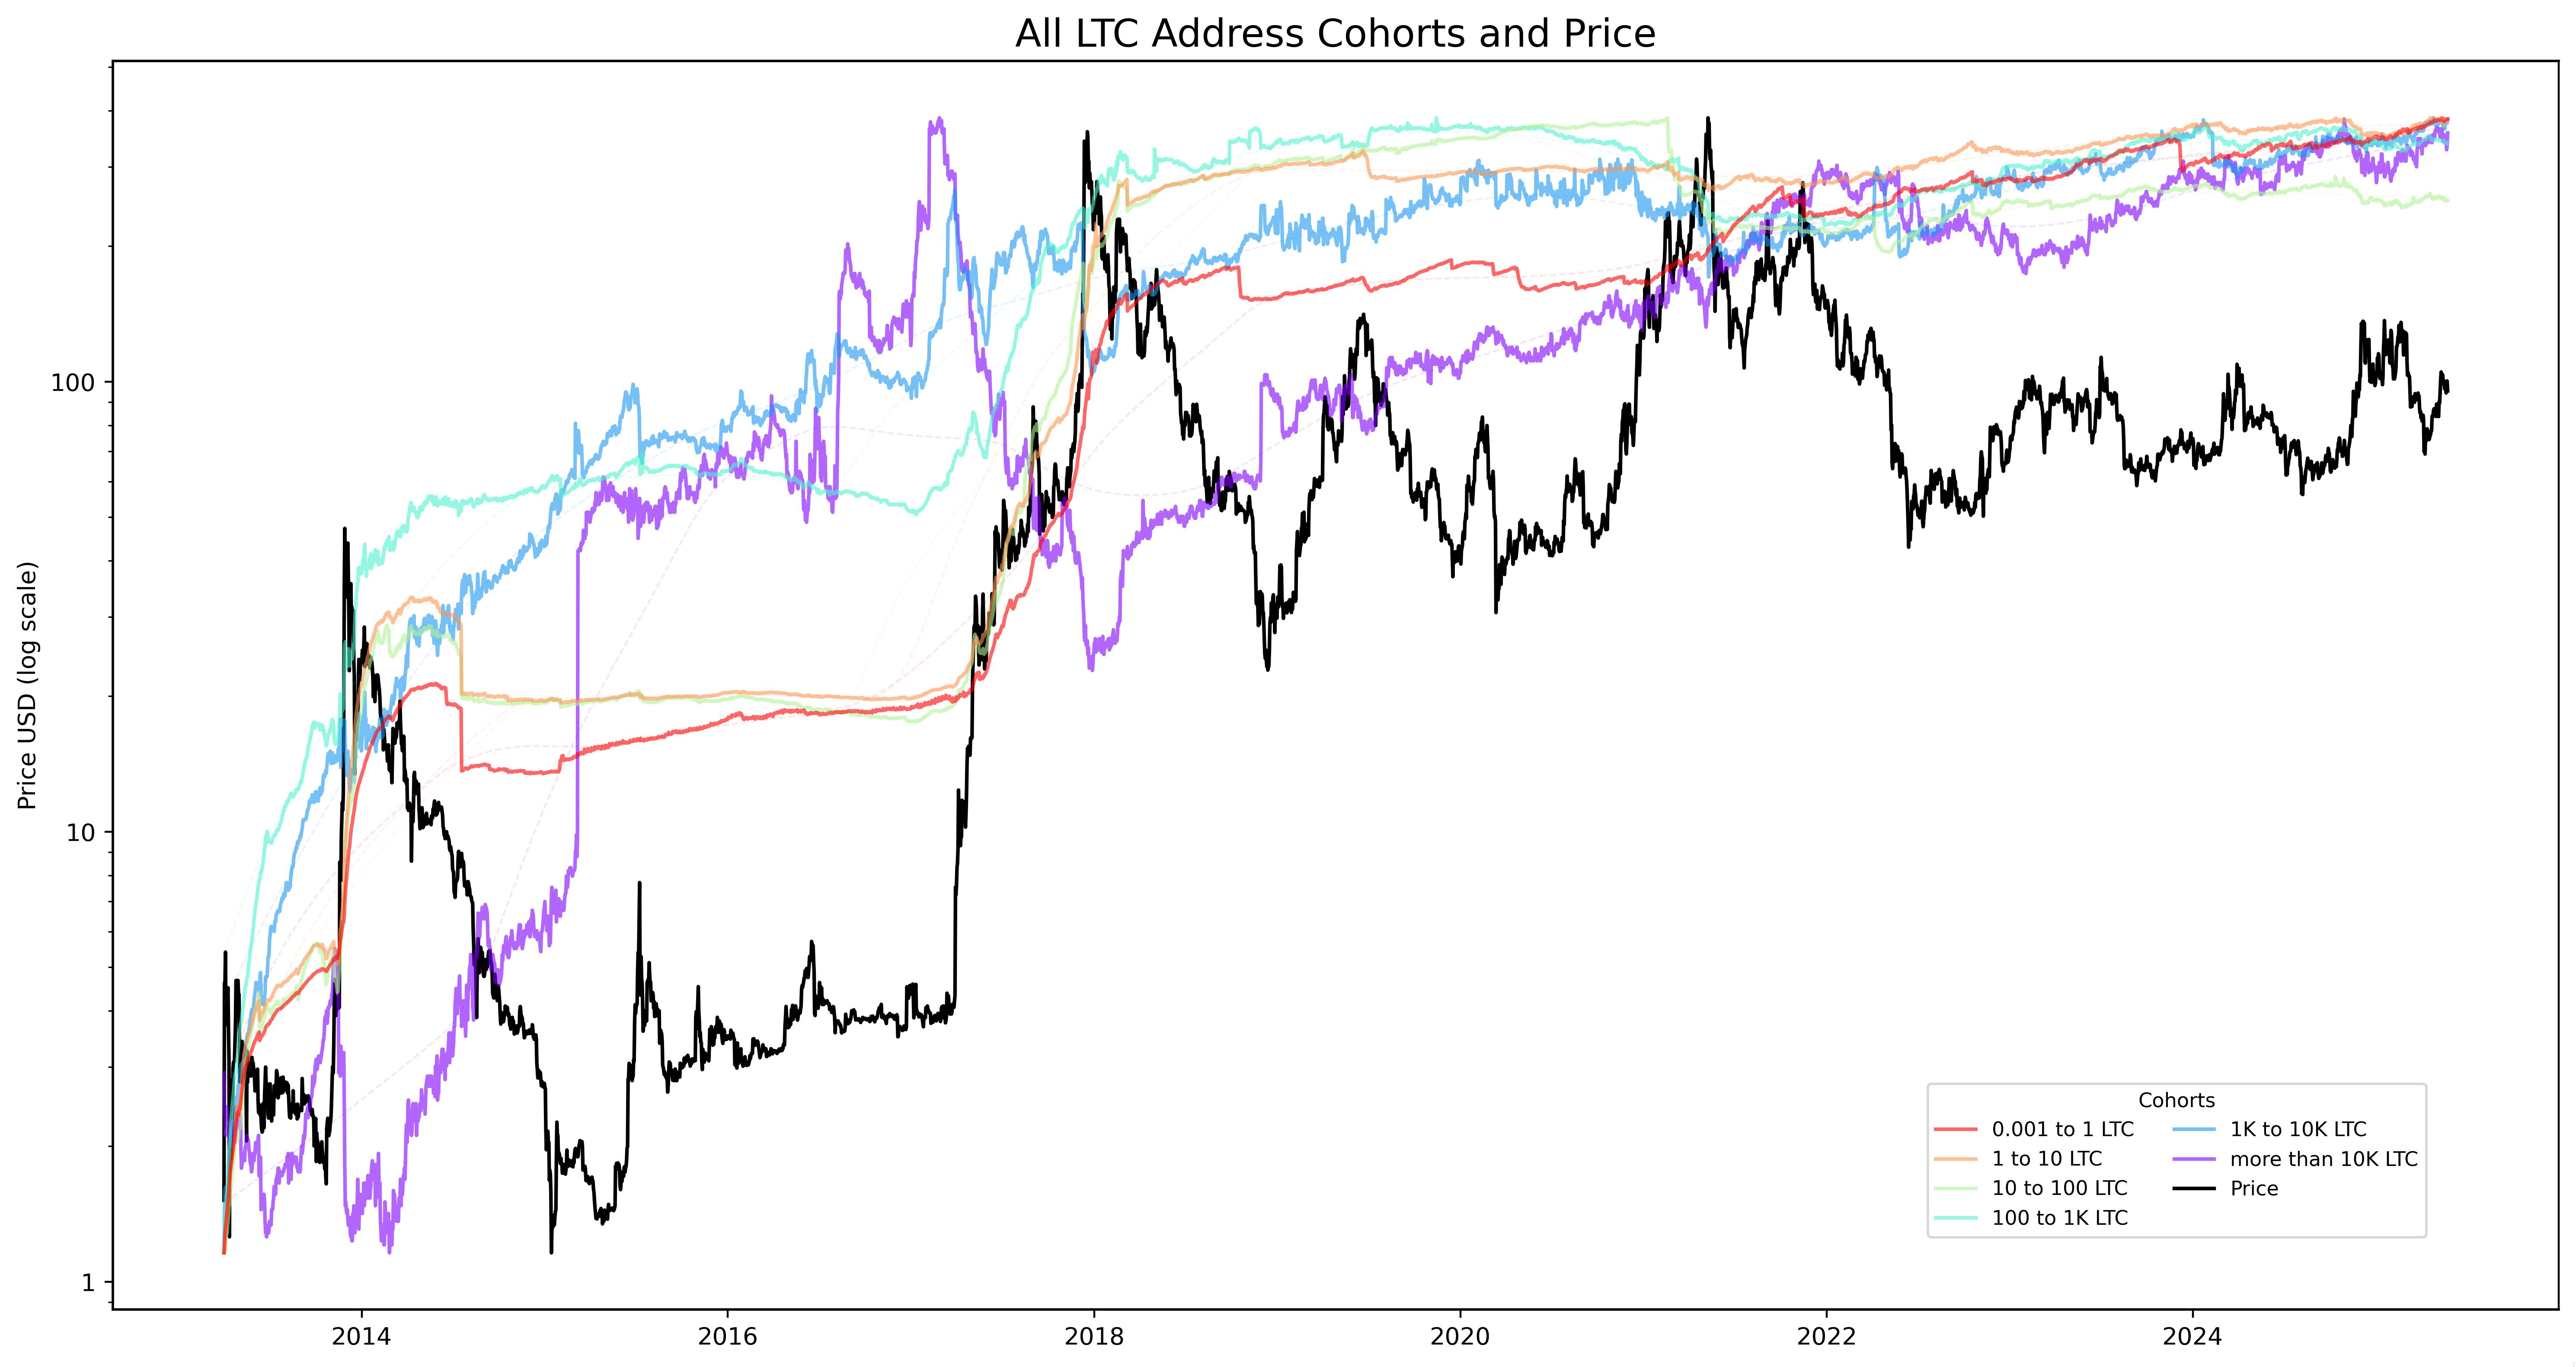 All LTC Address Cohorts and Price
Price USD (log scale)
100
10
1
2014
2016
2018
2020
2022
2024
Cohorts
0.001 to 1 LTC
1 to 10 LTC
10 to 100 LTC
100 to 1K LTC
1K to 10K LTC
more than 10K LTC
Price